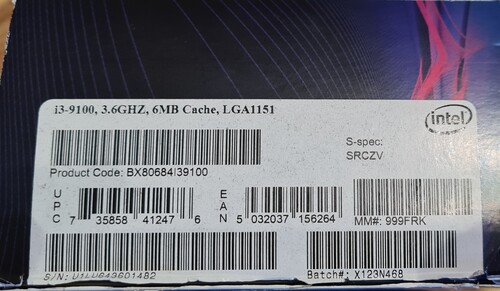 i3-9100, 3.6GHZ, 6MB Cache, LGA1151
intel
Product Code: BX80684I39100
S-spec:
SRCZV
UPC 7 35858 41247 6
EAN 5 032037 156264
MM#: 999FRK
S/N: U1LU643601482
Batch#: X123N468